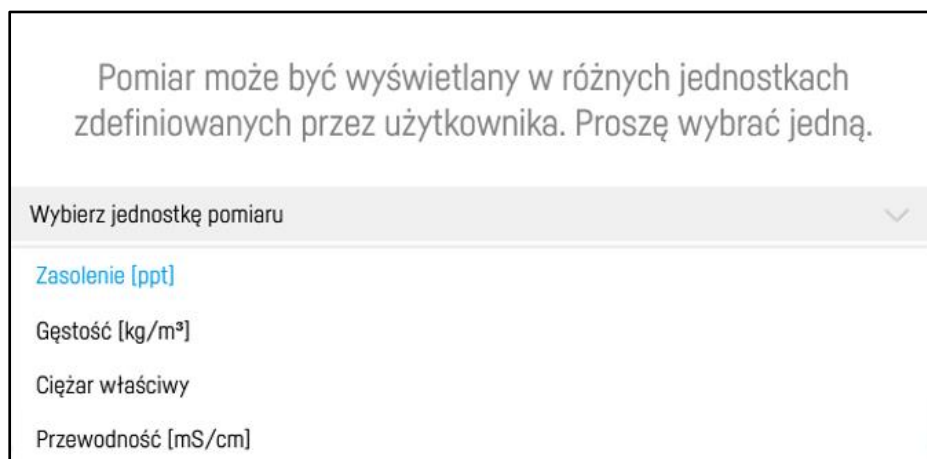 Pomiar może być wyświetlany w różnych jednostkach
zdefiniowanych przez użytkownika. Proszę wybrać jedną.
Wybierz jednostkę pomiaru
Zasolenie [ppt]
Gęstość [kg/m³]
Ciężar właściwy
Przewodność [mS/cm]